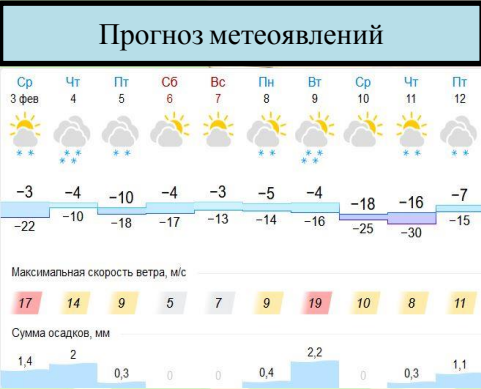 Прогноз метеоявлений
Ср Чт Пт Сб Вс Пн Вт Ср Чт Пт
3 фев 4 5 6 7 8 9 10 11 12
−3 −4 −10 −4 −3 −5 −4 −18 −16 −7
−22 −10 −18 −17 −13 −14 −16 −25 −30 −15
Максимальная скорость ветра, м/с
17 14 9 5 7 9 19 10 8 11
Сумма осадков, мм
1,4 2 0,3 0 0 0,4 2,2 0 0,3 1,1